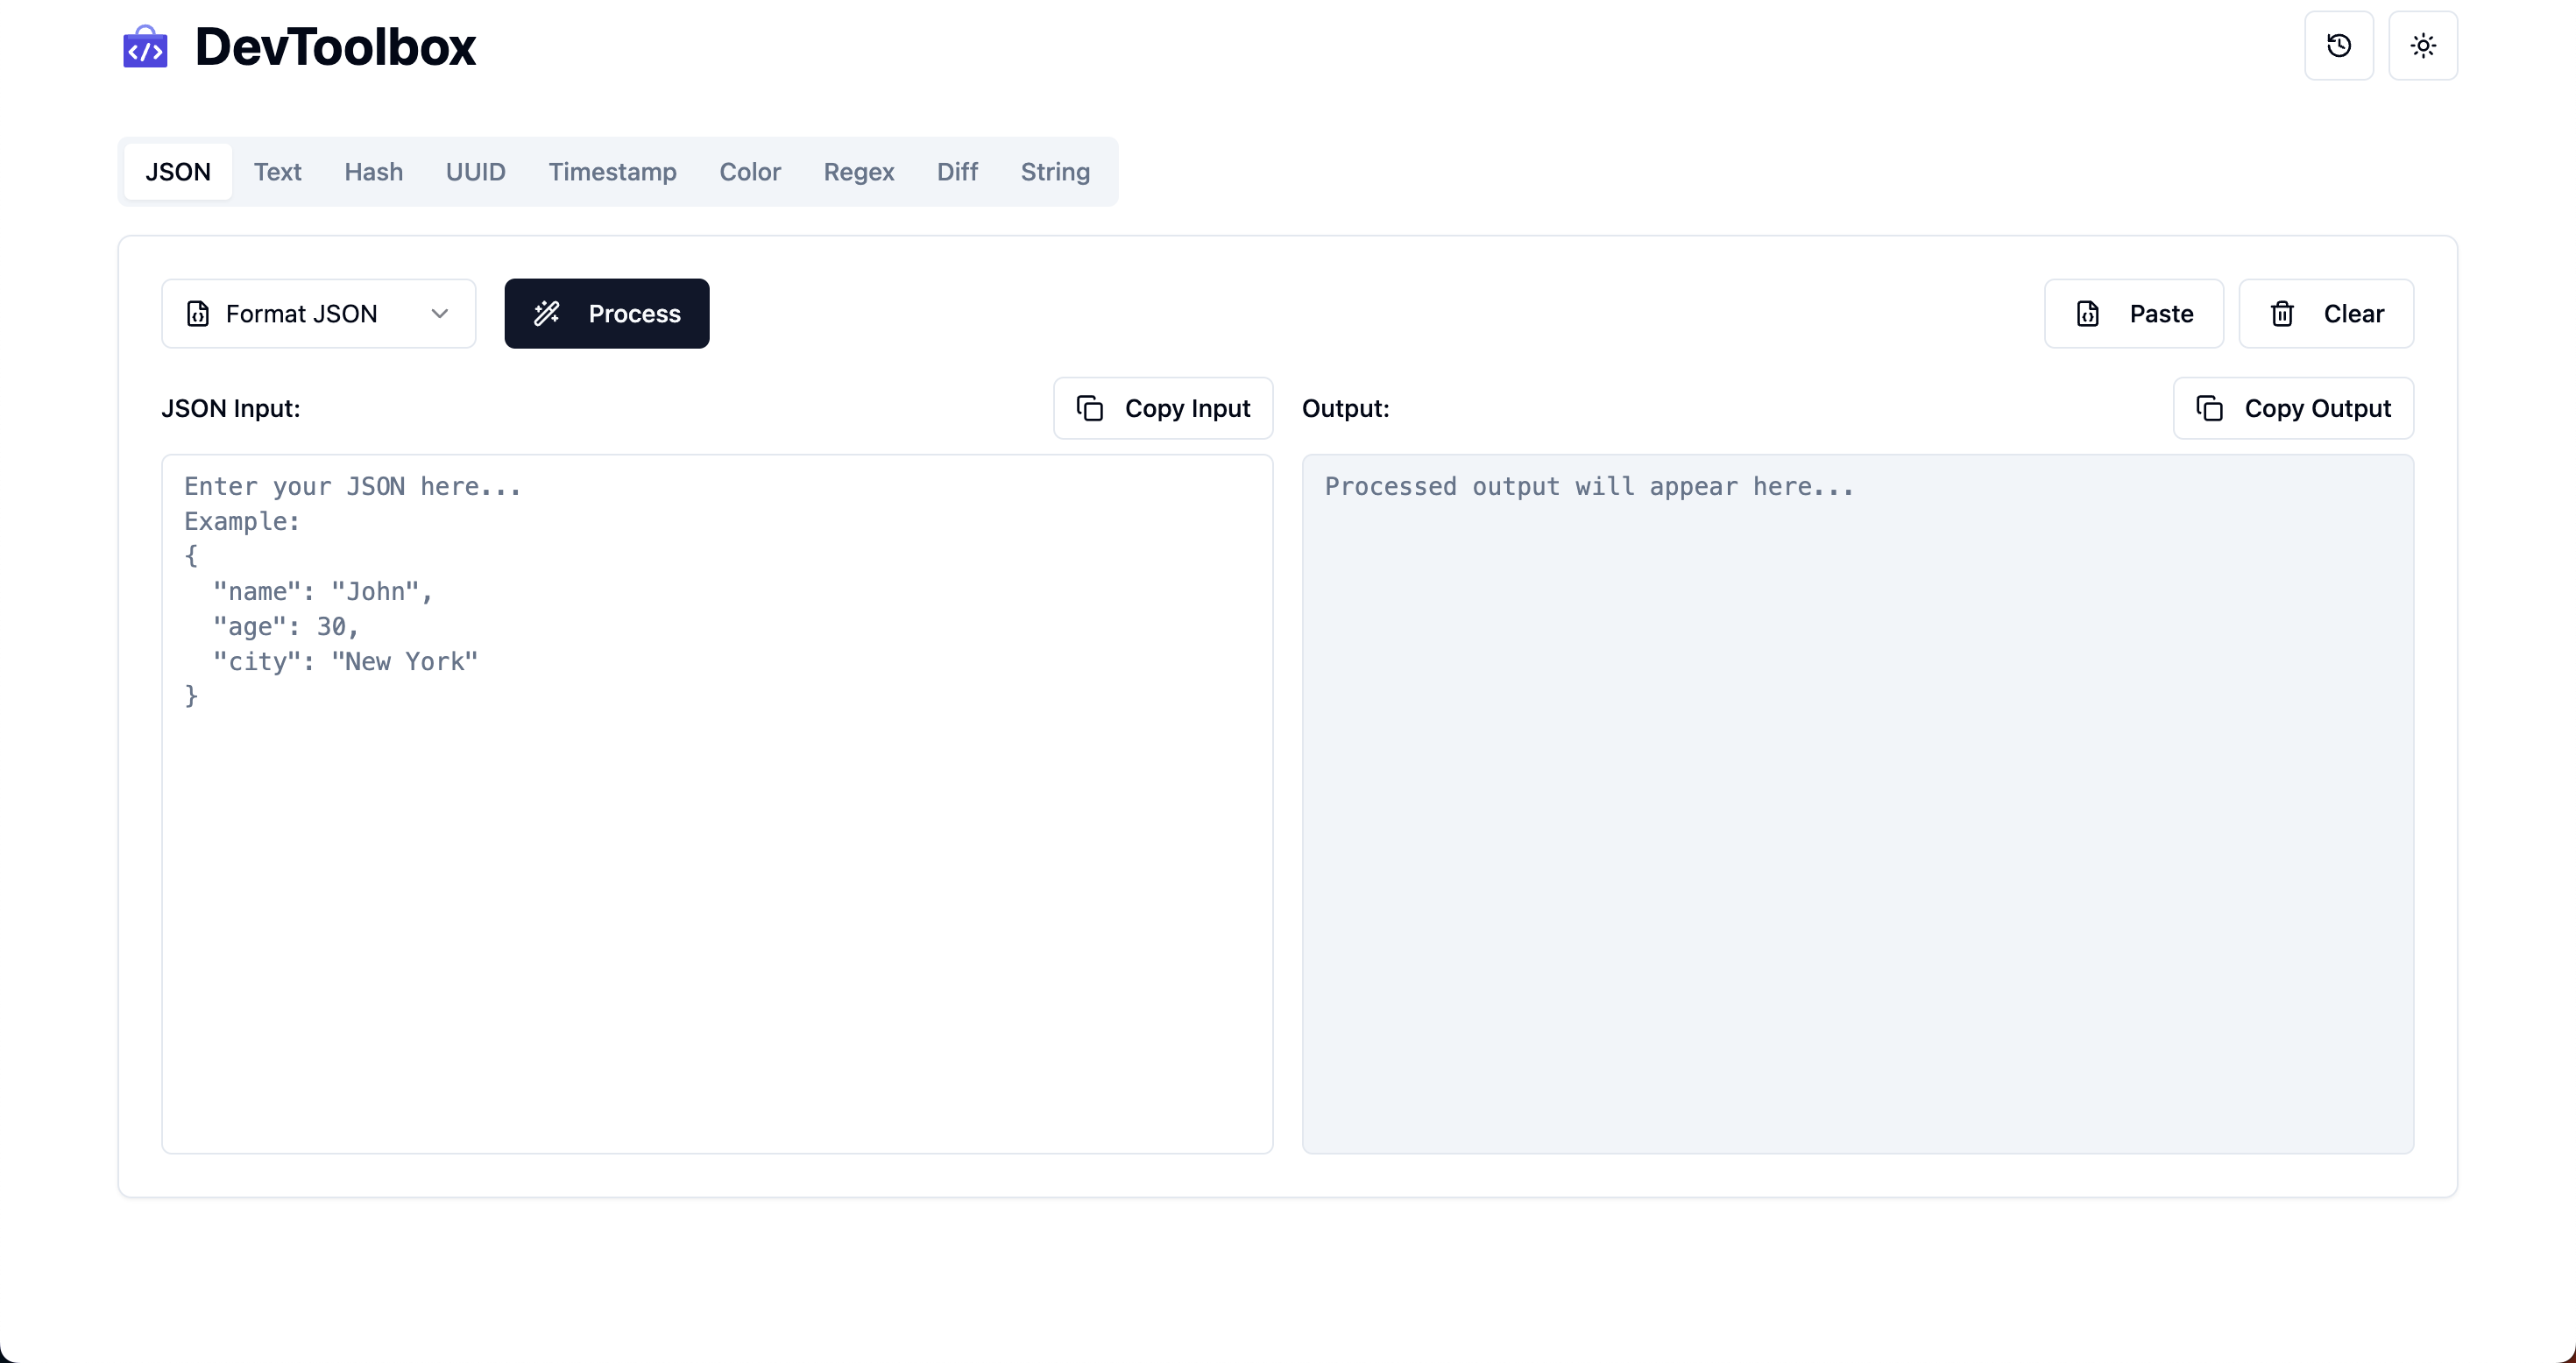 DevToolbox
JSON Text Hash UUID Timestamp Color Regex Diff String
Format JSON Process Paste Clear
JSON Input: Copy Input Output: Copy Output
Enter your JSON here...
Example:
{
  "name": "John",
  "age": 30,
  "city": "New York"
}
Processed output will appear here...